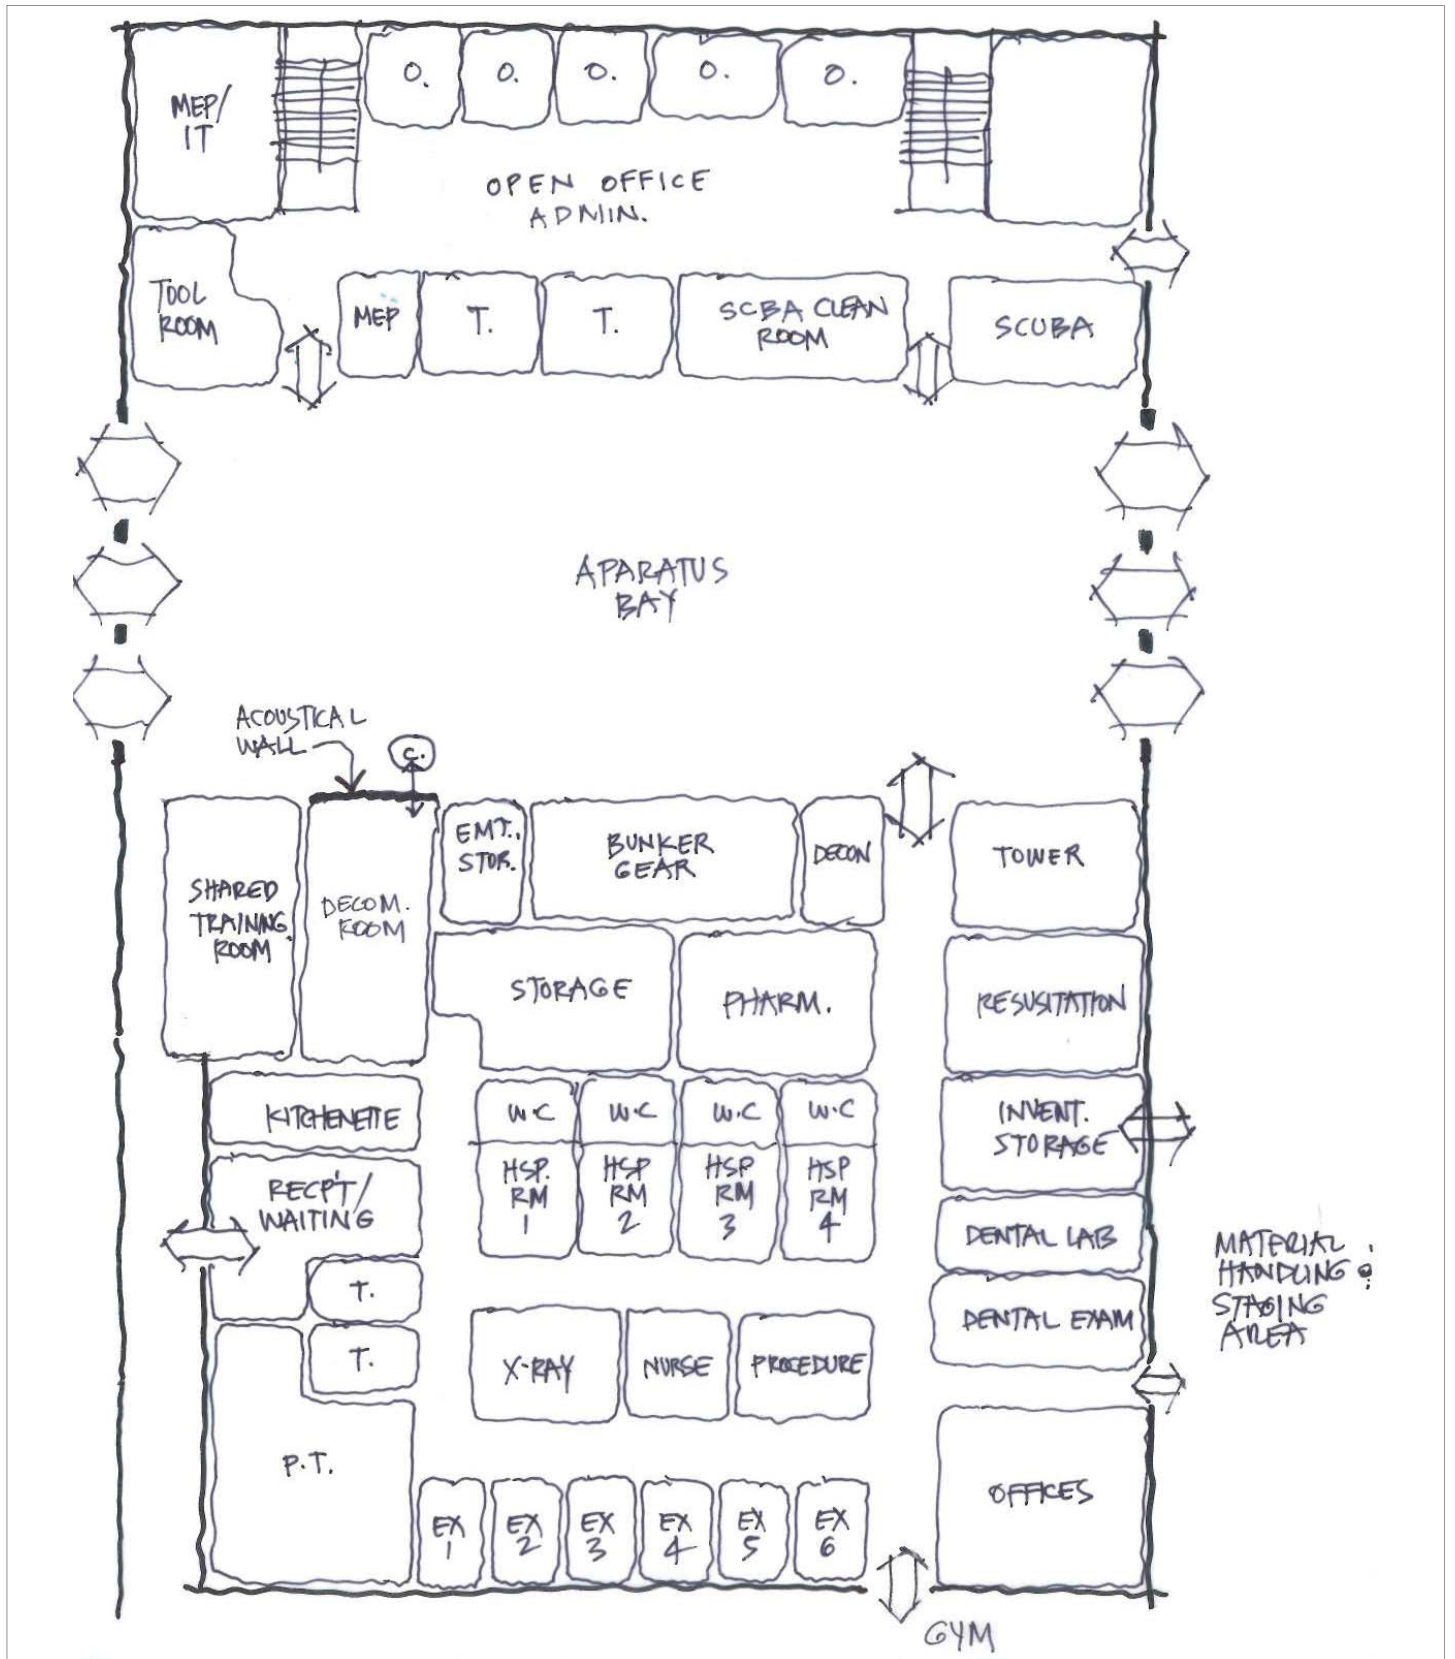 MEP/
IT
O.
O.
O.
O.
O.
OPEN OFFICE
ADMIN.
TOOL
ROOM
MEP
T.
T.
SCBA CLEAN
ROOM
SCUBA
APARATUS
BAY
ACOUSTICAL
WALL
C.
SHARED
TRAINING
ROOM
DECOM.
ROOM
EMT.
STOR.
BUNKER
GEAR
DECON
TOWER
STORAGE
PHARM.
RESUSITATION
KITCHENETTE
W.C
W.C
W.C
W.C
INVENT.
STORAGE
RECP'T/
WAITING
HSP.
RM
1
HSP
RM
2
HSP
RM
3
HSP
RM
4
DENTAL LAB
MATERIAL
HANDLING &
STAGING
AREA
T.
DENTAL EXAM
T.
X-RAY
NURSE
PROCEDURE
P.T.
OFFICES
EX
1
EX
2
EX
3
EX
4
EX
5
EX
6
GYM